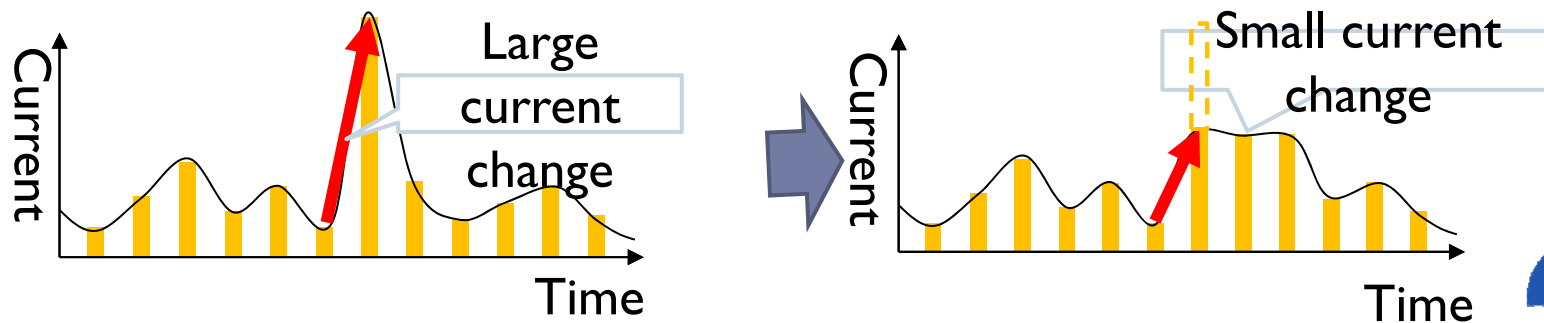 Current
Large
current
change
Time
Current
Small current
change
Time